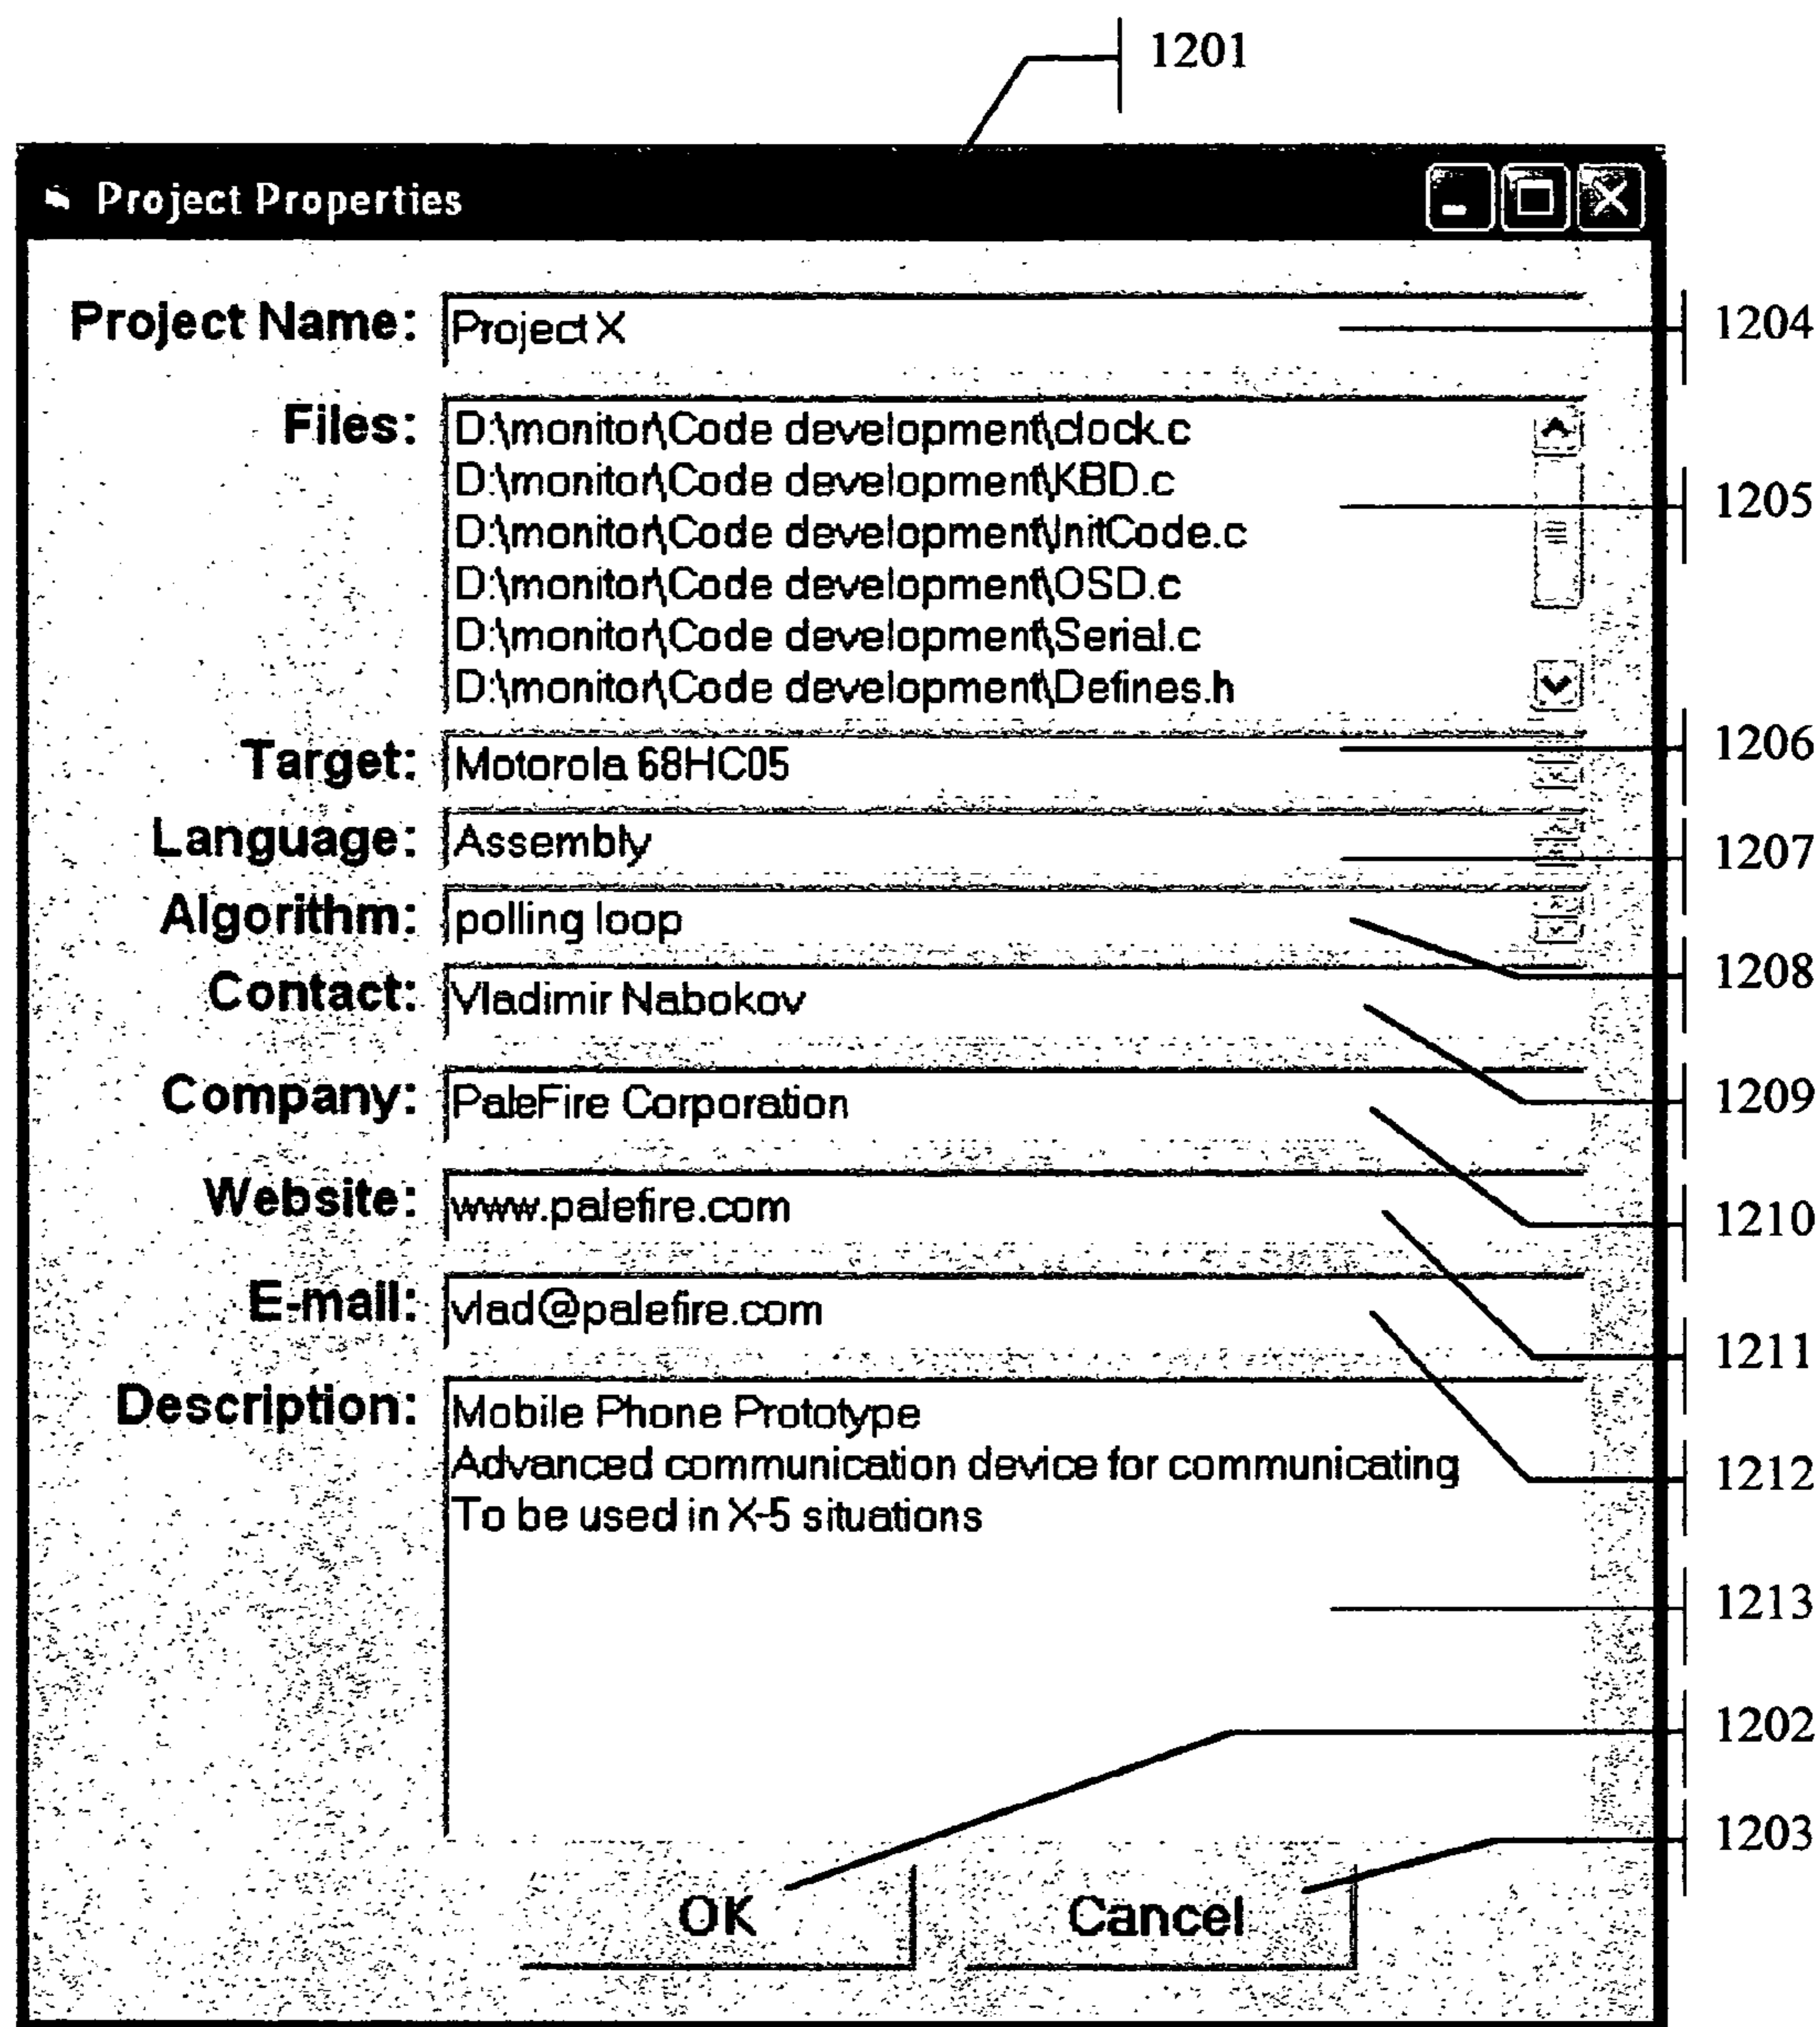 1201
Project Properties
Project Name: Project X 1204
Files: D:\monitor\Code development\clock.c
D:\monitor\Code development\KBD.c 1205
D:\monitor\Code development\InitCode.c
D:\monitor\Code development\OSD.c
D:\monitor\Code development\Serial.c
D:\monitor\Code development\Defines.h
Target: Motorola 68HC05 1206
Language: Assembly 1207
Algorithm: polling loop 1208
Contact: Vladimir Nabokov 1209
Company: PaleFire Corporation 1210
Website: www.palefire.com 1211
E-mail: vlad@palefire.com 1212
Description: Mobile Phone Prototype
Advanced communication device for communicating
To be used in X-5 situations
1213
1202
1203
OK Cancel